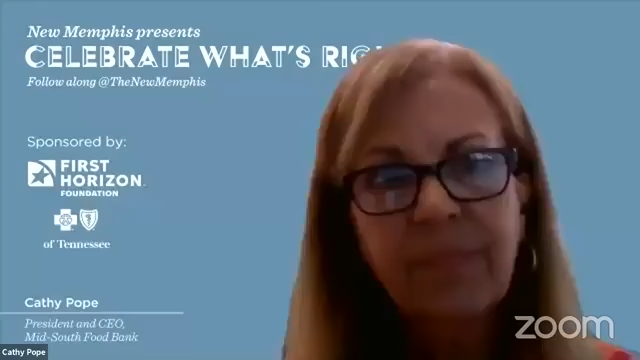 New Memphis presents
CELEBRATE WHAT'S RIG
Follow along @TheNewMemphis
Sponsored by:
FIRST
HORIZON.
FOUNDATION
of Tennessee
Cathy Pope
President and CEO,
Mid-South Food Bank
Cathy Pope
zoom